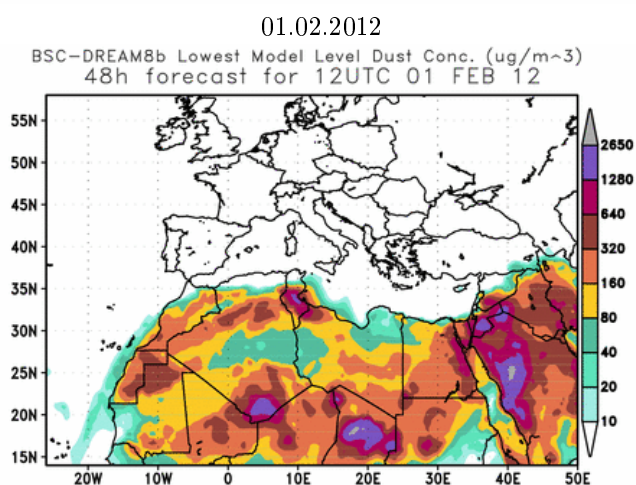 01.02.2012
BSC-DREAM8b Lowest Model Level Dust Conc. (ug/m^3)
48h forecast for 12UTC 01 FEB 12
55N
50N
45N
40N
35N
30N
25N
20N
15N
20W 10W 0 10E 20E 30E 40E 50E
2650
1280
640
320
160
80
40
20
10